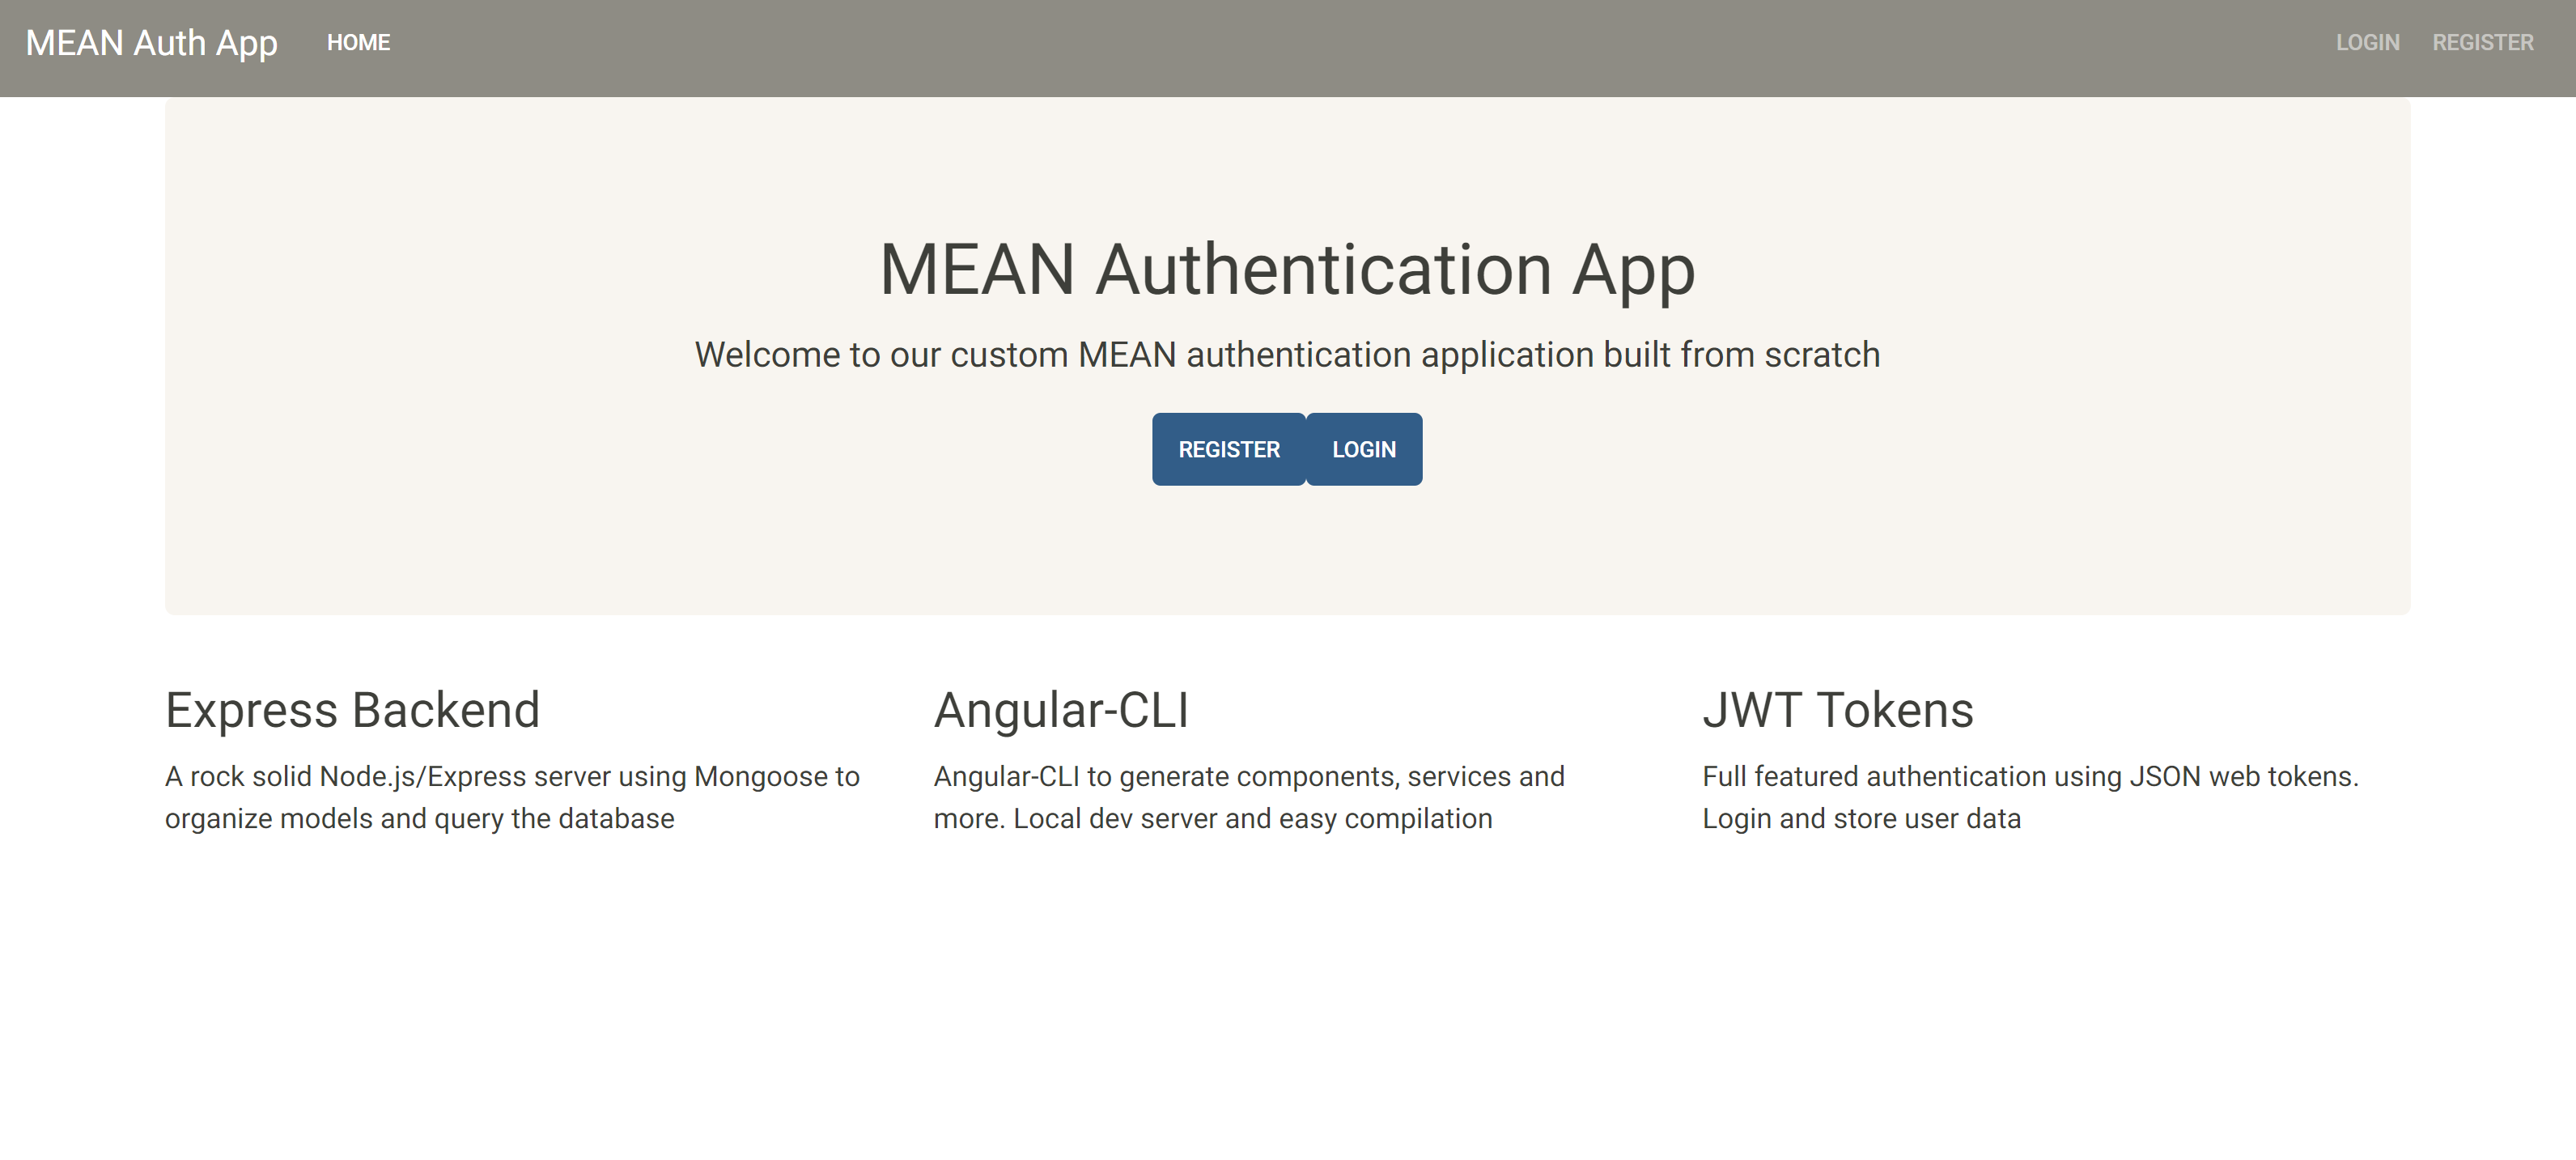 MEAN Auth App HOME LOGIN REGISTER
MEAN Authentication App
Welcome to our custom MEAN authentication application built from scratch
REGISTER LOGIN
Express Backend
A rock solid Node.js/Express server using Mongoose to
organize models and query the database
Angular-CLI
Angular-CLI to generate components, services and
more. Local dev server and easy compilation
JWT Tokens
Full featured authentication using JSON web tokens.
Login and store user data